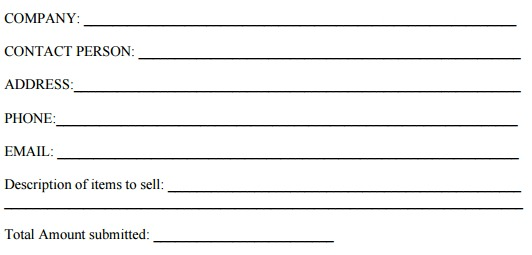 COMPANY:
CONTACT PERSON:
ADDRESS:
PHONE:
EMAIL:
Description of items to sell:
Total Amount submitted: